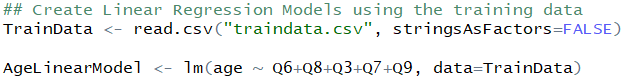 ## Create Linear Regression Models using the training data
TrainData <- read.csv("traindata.csv", stringsAsFactors=FALSE)
AgeLinearModel <- lm(age ~ Q6+Q8+Q3+Q7+Q9, data=TrainData)